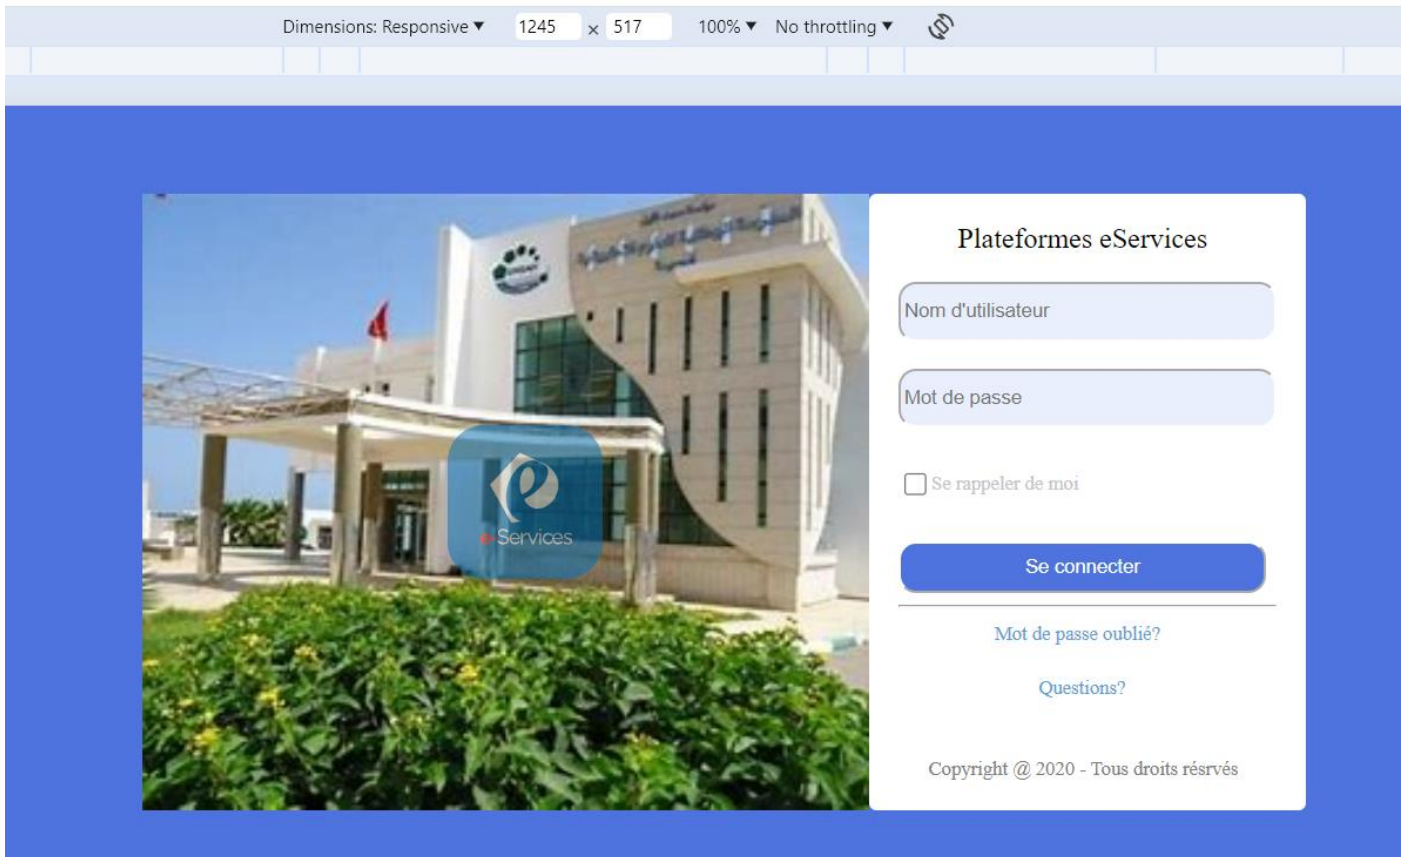 Dimensions: Responsive ▼ 1245 × 517 100% ▼ No throttling ▼
Plateformes eServices
Nom d'utilisateur
Mot de passe
Se rappeler de moi
Se connecter
Mot de passe oublié?
Questions?
Copyright @ 2020 - Tous droits résrvés
e-Services